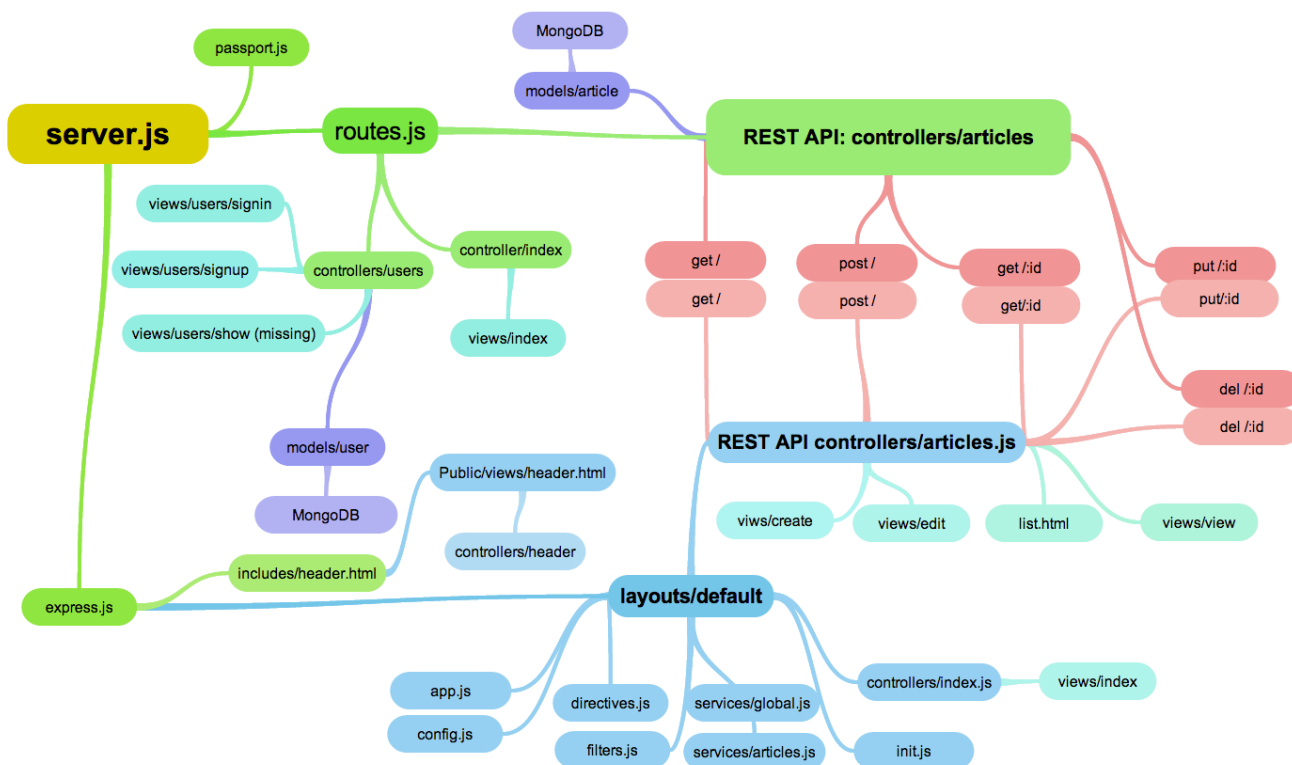 MongoDB
passport.js
models/article
server.js
routes.js
REST API: controllers/articles
views/users/signin
views/users/signup
controllers/users
controller/index
get /
post /
get /:id
put /:id
get /
post /
get/:id
put/:id
views/users/show (missing)
views/index
del /:id
del /:id
models/user
REST API controllers/articles.js
Public/views/header.html
MongoDB
viws/create
views/edit
list.html
views/view
controllers/header
includes/header.html
express.js
layouts/default
app.js
directives.js
services/global.js
controllers/index.js
views/index
config.js
filters.js
services/articles.js
init.js